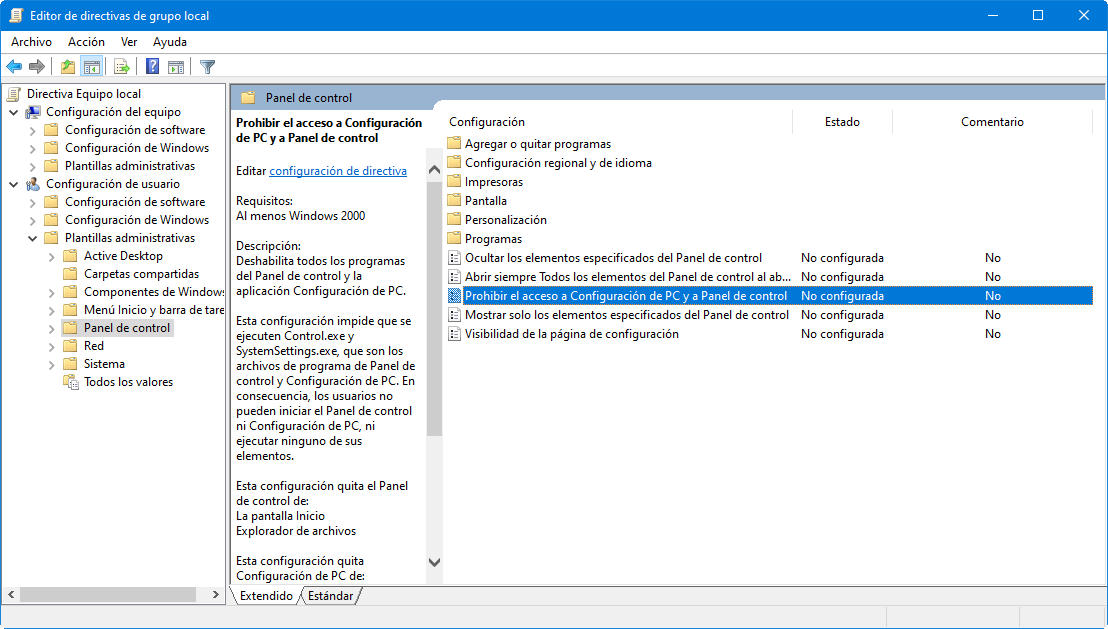 Editor de directivas de grupo local
Archivo Acción Ver Ayuda
Directiva Equipo local
Configuración del equipo
Configuración de software
Configuración de Windows
Plantillas administrativas
Configuración de usuario
Configuración de software
Configuración de Windows
Plantillas administrativas
Active Desktop
Carpetas compartidas
Componentes de Windows
Menú Inicio y barra de tare
Panel de control
Red
Sistema
Todos los valores
Panel de control
Prohibir el acceso a Configuración
de PC y a Panel de control
Editar configuración de directiva
Requisitos:
Al menos Windows 2000
Descripción:
Deshabilita todos los programas
del Panel de control y la
aplicación Configuración de PC.
Esta configuración impide que se
ejecuten Control.exe y
SystemSettings.exe, que son los
archivos de programa de Panel de
control y Configuración de PC. En
consecuencia, los usuarios no
pueden iniciar el Panel de control
ni Configuración de PC, ni
ejecutar ninguno de sus
elementos.
Esta configuración quita el Panel
de control de:
La pantalla Inicio
Explorador de archivos
Esta configuración quita
Configuración de PC de:
Configuración Estado Comentario
Agregar o quitar programas
Configuración regional y de idioma
Impresoras
Pantalla
Personalización
Programas
Ocultar los elementos especificados del Panel de control No configurada No
Abrir siempre Todos los elementos del Panel de control al ab... No configurada No
Prohibir el acceso a Configuración de PC y a Panel de control No configurada No
Mostrar solo los elementos especificados del Panel de control No configurada No
Visibilidad de la página de configuración No configurada No
Extendido Estándar